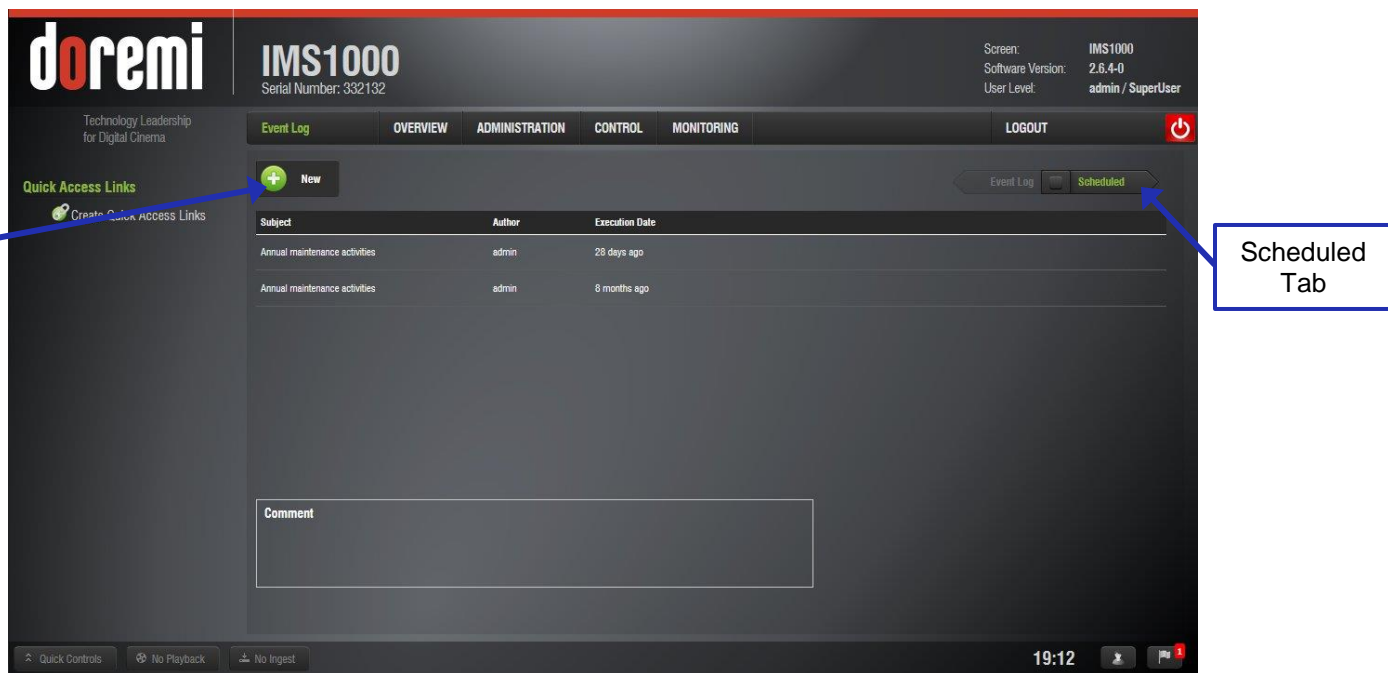 doremi
Technology Leadership
for Digital Cinema
IMS1000
Serial Number: 332132
Screen: IMS1000
Software Version: 2.6.4-0
User Level: admin / SuperUser
Event Log OVERVIEW ADMINISTRATION CONTROL MONITORING LOGOUT
Quick Access Links
Create Quick Access Links
New
Event Log Scheduled
Subject Author Execution Date
Annual maintenance activities admin 28 days ago
Annual maintenance activities admin 8 months ago
Scheduled
Tab
Comment
Quick Controls No Playback No Ingest 19:12 1